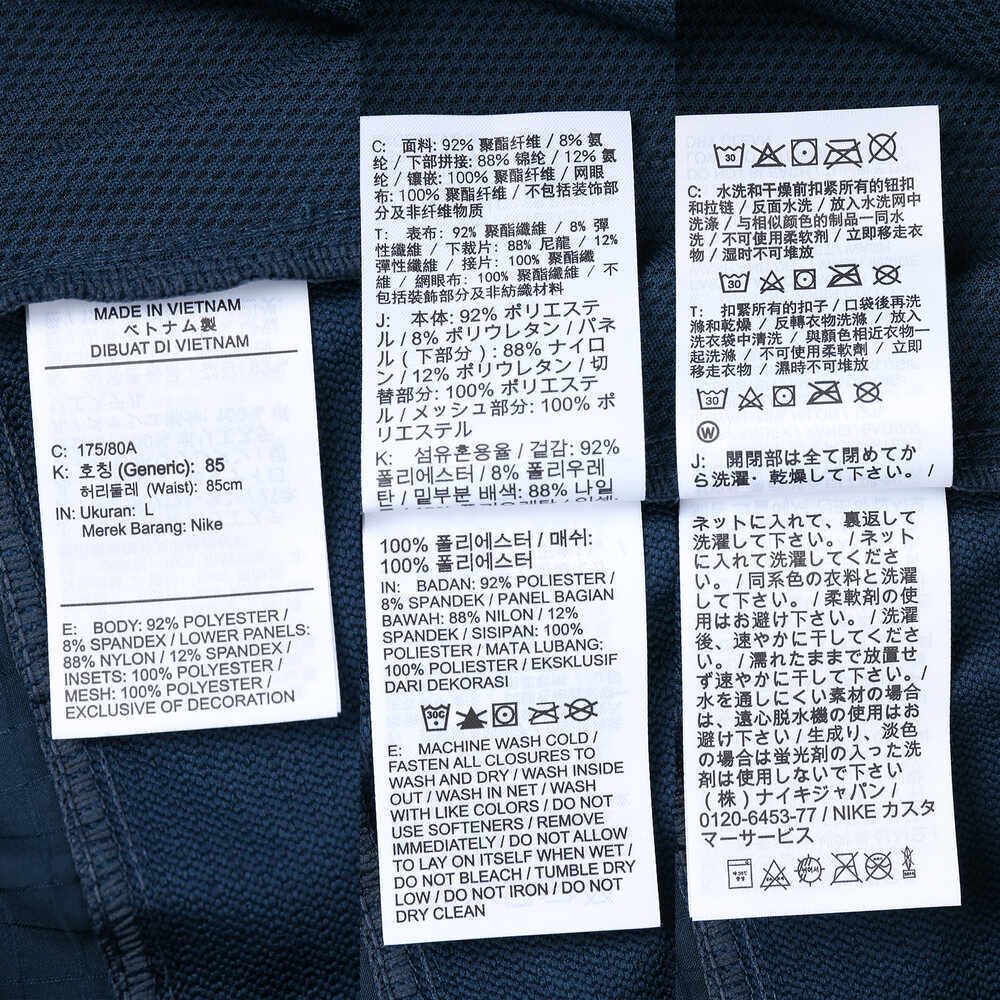 MADE IN VIETNAM
ベトナム製
DIBUAT DI VIETNAM
C: 175/80A
K: 호칭 (Generic): 85
허리둘레 (Waist): 85cm
IN: Ukuran: L
Merek Barang: Nike
E: BODY: 92% POLYESTER /
8% SPANDEX / LOWER PANELS:
88% NYLON / 12% SPANDEX /
INSETS: 100% POLYESTER /
MESH: 100% POLYESTER /
EXCLUSIVE OF DECORATION
C: 面料: 92% 聚酯纤维 / 8% 氨
纶 / 下部拼接: 88% 锦纶 / 12% 氨
纶 / 镶嵌: 100% 聚酯纤维 / 网眼
布: 100% 聚酯纤维 / 不包括装饰部
分及非纤维物质
T: 表布: 92% 聚酯纖維 / 8% 彈
性纖維 / 下裁片: 88% 尼龍 / 12%
彈性纖維 / 接片: 100% 聚酯纖
維 / 網眼布: 100% 聚酯纖維 / 不
包括裝飾部分及非紡織材料
J: 本体: 92% ポリエステ
ル / 8% ポリウレタン / パネ
ル ( 下部分 ) : 88% ナイロ
ン / 12% ポリウレタン / 切
替部分: 100% ポリエステ
ル / メッシュ部分: 100% ポ
リエステル
K: 섬유혼용율 / 겉감: 92%
폴리에스터 / 8% 폴리우레
탄 / 밑부분 배색: 88% 나일
100% 폴리에스터 / 매쉬:
100% 폴리에스터
IN: BADAN: 92% POLIESTER /
8% SPANDEK / PANEL BAGIAN
BAWAH: 88% NILON / 12%
SPANDEK / SISIPAN: 100%
POLIESTER / MATA LUBANG:
100% POLIESTER / EKSKLUSIF
DARI DEKORASI
30C
E: MACHINE WASH COLD /
FASTEN ALL CLOSURES TO
WASH AND DRY / WASH INSIDE
OUT / WASH IN NET / WASH
WITH LIKE COLORS / DO NOT
USE SOFTENERS / REMOVE
IMMEDIATELY / DO NOT ALLOW
TO LAY ON ITSELF WHEN WET /
DO NOT BLEACH / TUMBLE DRY
LOW / DO NOT IRON / DO NOT
DRY CLEAN
30
C: 水洗和干燥前扣紧所有的钮扣
和拉链 / 反面水洗 / 放入水洗网中
洗涤 / 与相似颜色的制品一同水
洗 / 不可使用柔软剂 / 立即移走衣
物 / 湿时不可堆放
30
T: 扣緊所有的扣子 / 口袋後再洗
滌和乾燥 / 反轉衣物洗滌 / 放入
洗衣袋中清洗 / 與顏色相近衣物一
起洗滌 / 不可使用柔軟劑 / 立即
移走衣物 / 濕時不可堆放
30
W
J: 開閉部は全て閉めてか
ら洗濯・乾燥して下さい。 /
ネットに入れて、裏返して
洗濯して下さい。 / ネット
に入れて洗濯してくださ
い。 / 同系色の衣料と洗濯
して下さい。 / 柔軟剤の使
用はお避け下さい。 / 洗濯
後、速やかに干してくださ
い。 / 濡れたままで放置せ
ず速やかに干して下さい。 /
水を通しにくい素材の場合
は、遠心脱水機の使用はお
避け下さい / 生成り、淡色
の場合は蛍光剤の入った洗
剤は使用しないで下さい
( 株 ) ナイキジャパン /
0120-6453-77 / NIKE カスタ
マーサービス